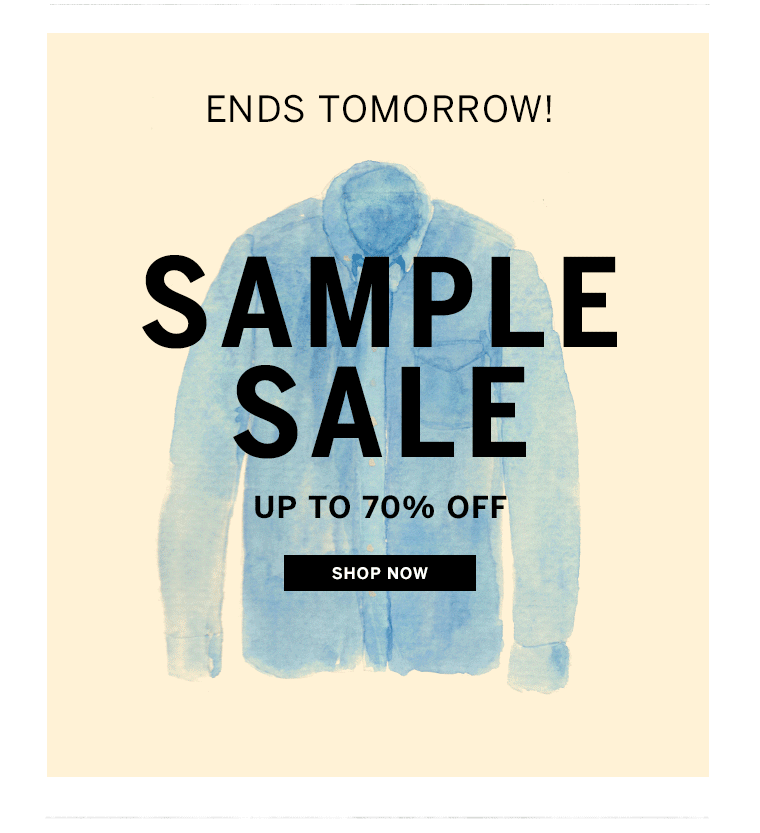 ENDS TOMORROW!
SAMPLE
SALE
UP TO 70% OFF
SHOP NOW